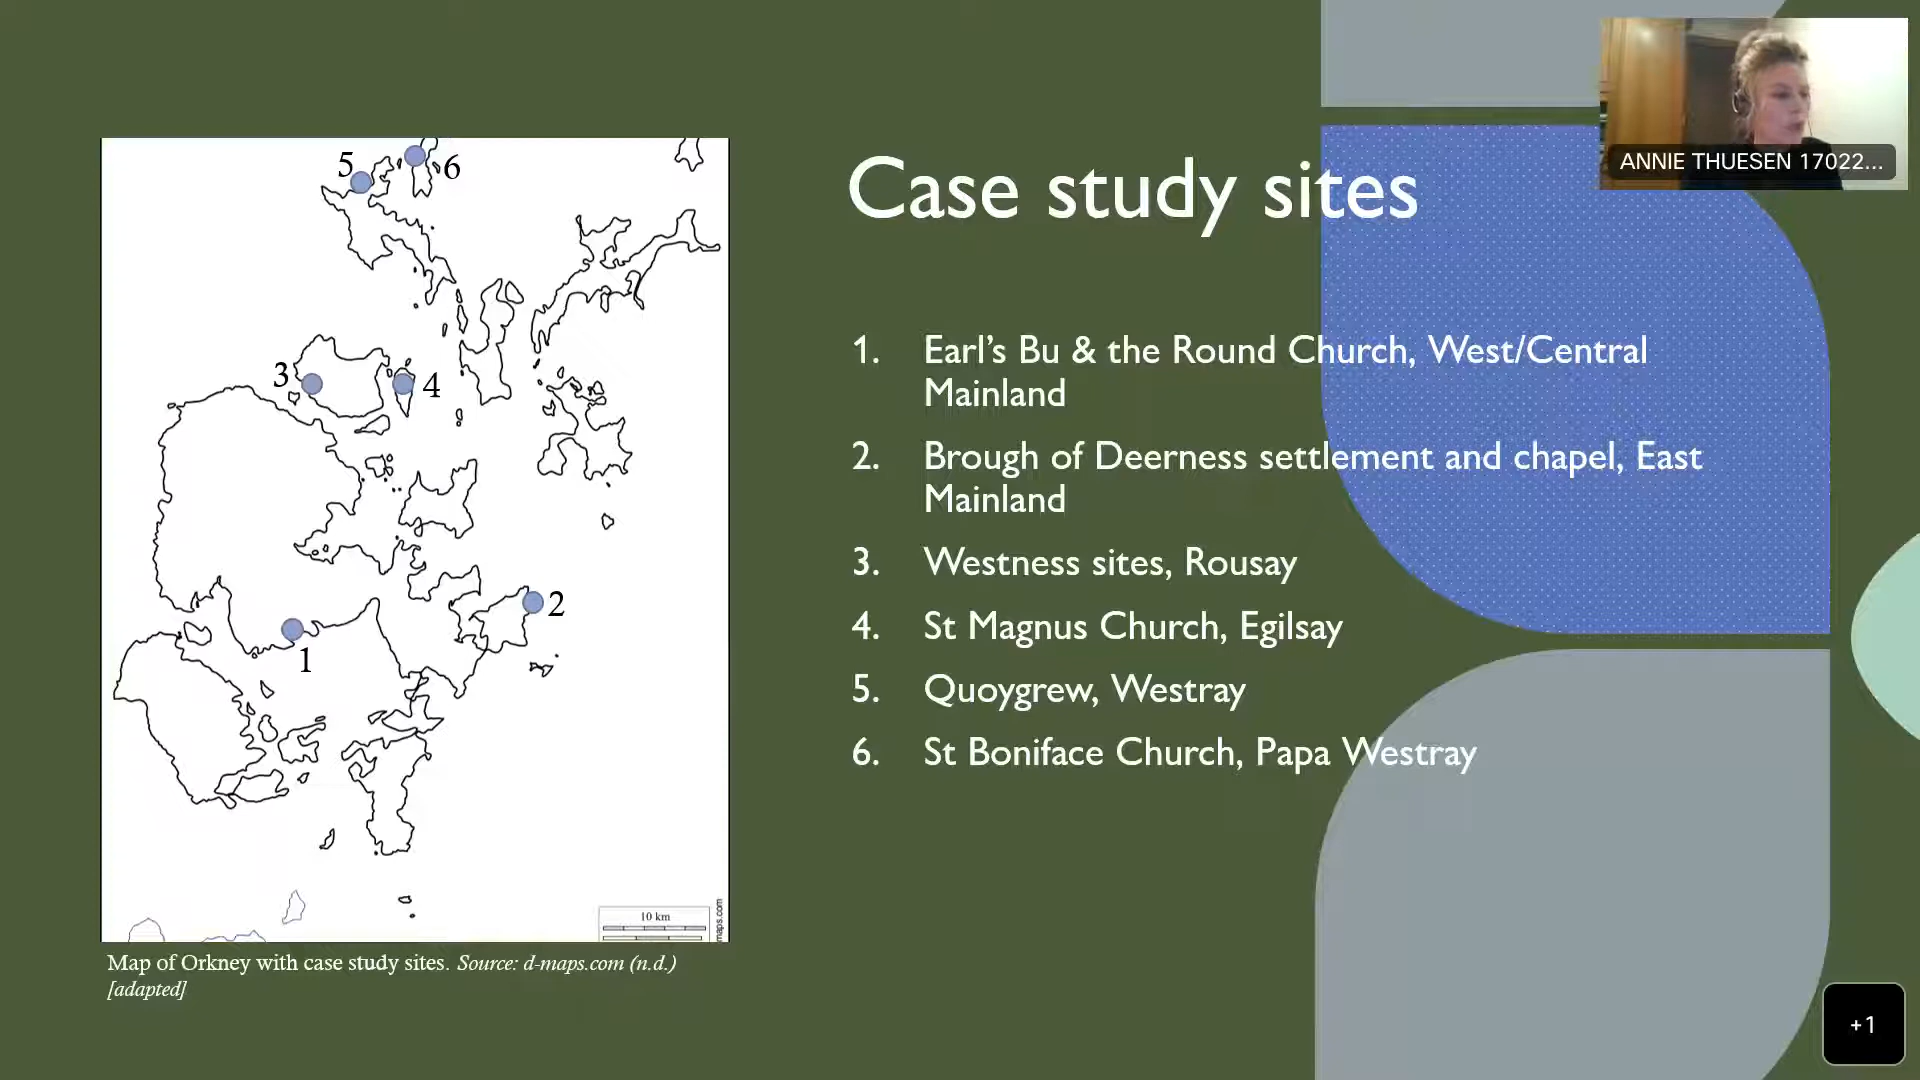 ANNIE THUESEN 17022...
Case study sites
1. Earl's Bu & the Round Church, West/Central
Mainland
2. Brough of Deerness settlement and chapel, East
Mainland
3. Westness sites, Rousay
4. St Magnus Church, Egilsay
5. Quoygrew, Westray
6. St Boniface Church, Papa Westray
5
6
3
4
2
1
10 km
maps.com
Map of Orkney with case study sites. Source: d-maps.com (n.d.)
[adapted]
+1